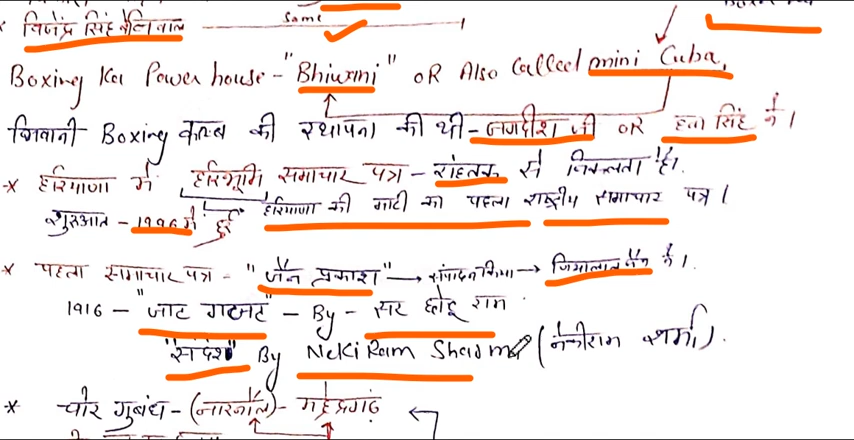 * विजेन्द्र सिंह बैनिवाल Same
Boxing Ka Power house - "Bhiwani" OR Also Called mini Cuba,
भिवानी Boxing क्लब की स्थापना की थी - जगदीश जी OR हवा सिंह ने।
* हरियाणा में हरिभूमि समाचार पत्र - रोहतक से निकलता है।
शुरुआत - 1996 में हुई हरियाणा की माटी का पहला राष्ट्रीय समाचार पत्र।
* पहला समाचार पत्र - "जैन प्रकाश" → संपादन किया → जियालाल जैन ने।
1916 - "जाट गजट" - By - सर छोटू राम
"संदेश" By Neki Ram Sharma (नेकीराम शर्मा).
* चोर गुबंध - (नारनौल) - महेंद्रगढ़